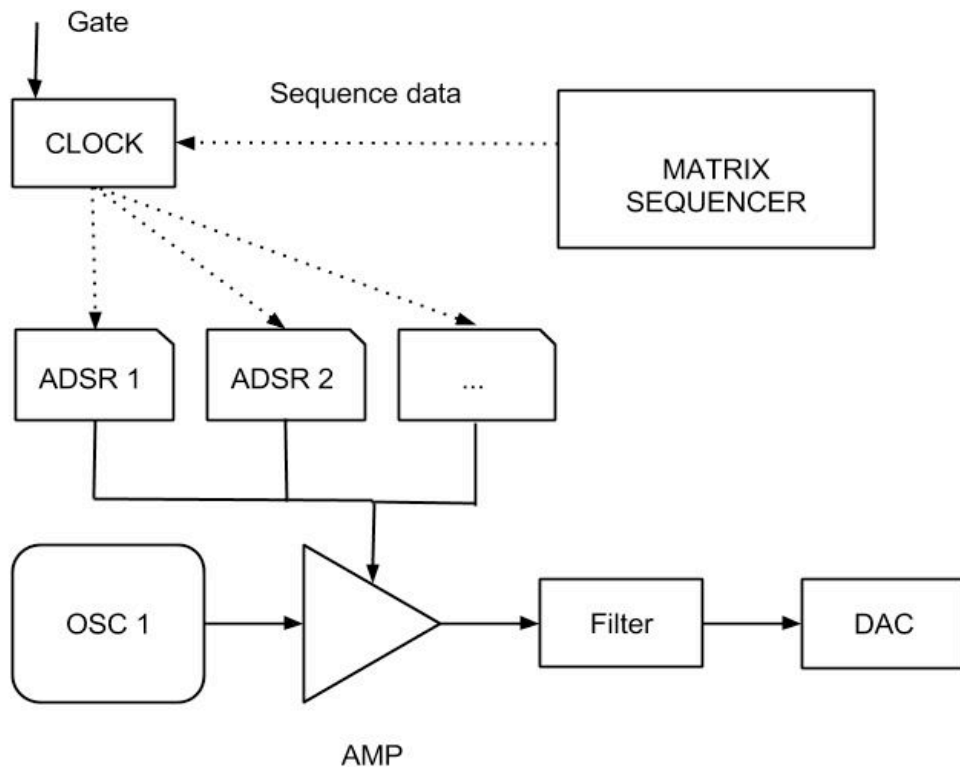 Gate
Sequence data
CLOCK
MATRIX
SEQUENCER
ADSR 1
ADSR 2
...
OSC 1
Filter
DAC
AMP